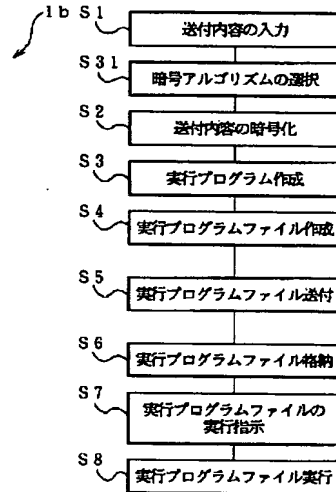 1b S1
送付内容の入力
S31
暗号アルゴリズムの選択
S2
送付内容の暗号化
S3
実行プログラム作成
S4
実行プログラムファイル作成
S5
実行プログラムファイル送付
S6
実行プログラムファイル格納
S7
実行プログラムファイルの
実行指示
S8
実行プログラムファイル実行